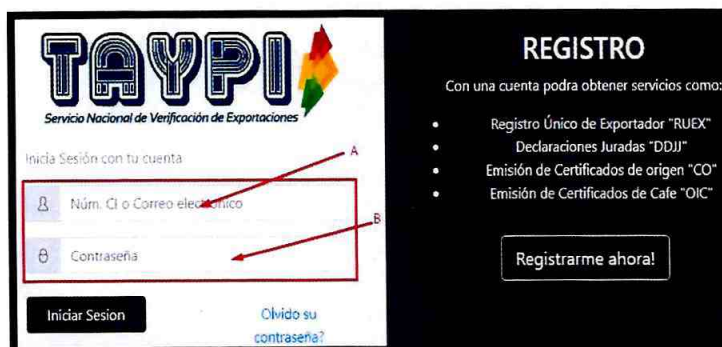 TAYPI
Servicio Nacional de Verificación de Exportaciones
Inicia Sesión con tu cuenta
A
Núm. CI o Correo electrónico
B
Contraseña
Iniciar Sesion
Olvido su
contraseña?
REGISTRO
Con una cuenta podra obtener servicios como:
• Registro Único de Exportador "RUEX"
• Declaraciones Juradas "DDJJ"
• Emisión de Certificados de origen "CO"
• Emisión de Certificados de Cafe "OIC"
Registrarme ahora!